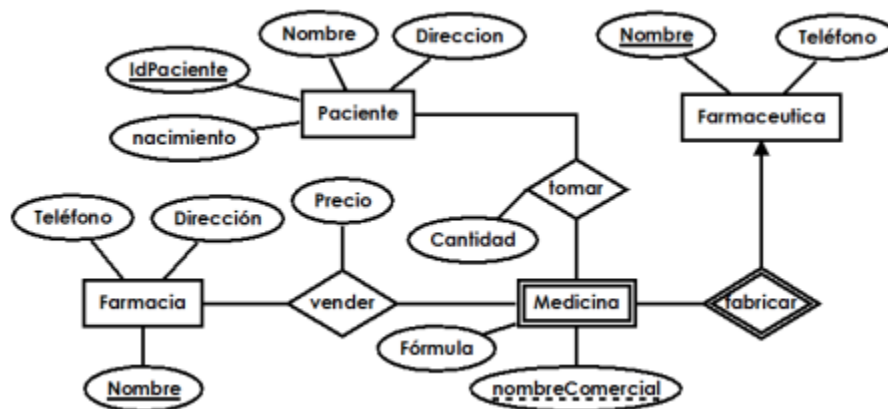 Nombre
Direccion
Nombre
Teléfono
IdPaciente
Paciente
Farmaceutica
nacimiento
tomar
Precio
Teléfono
Dirección
Cantidad
Farmacia
vender
Medicina
fabricar
Fórmula
Nombre
nombreComercial